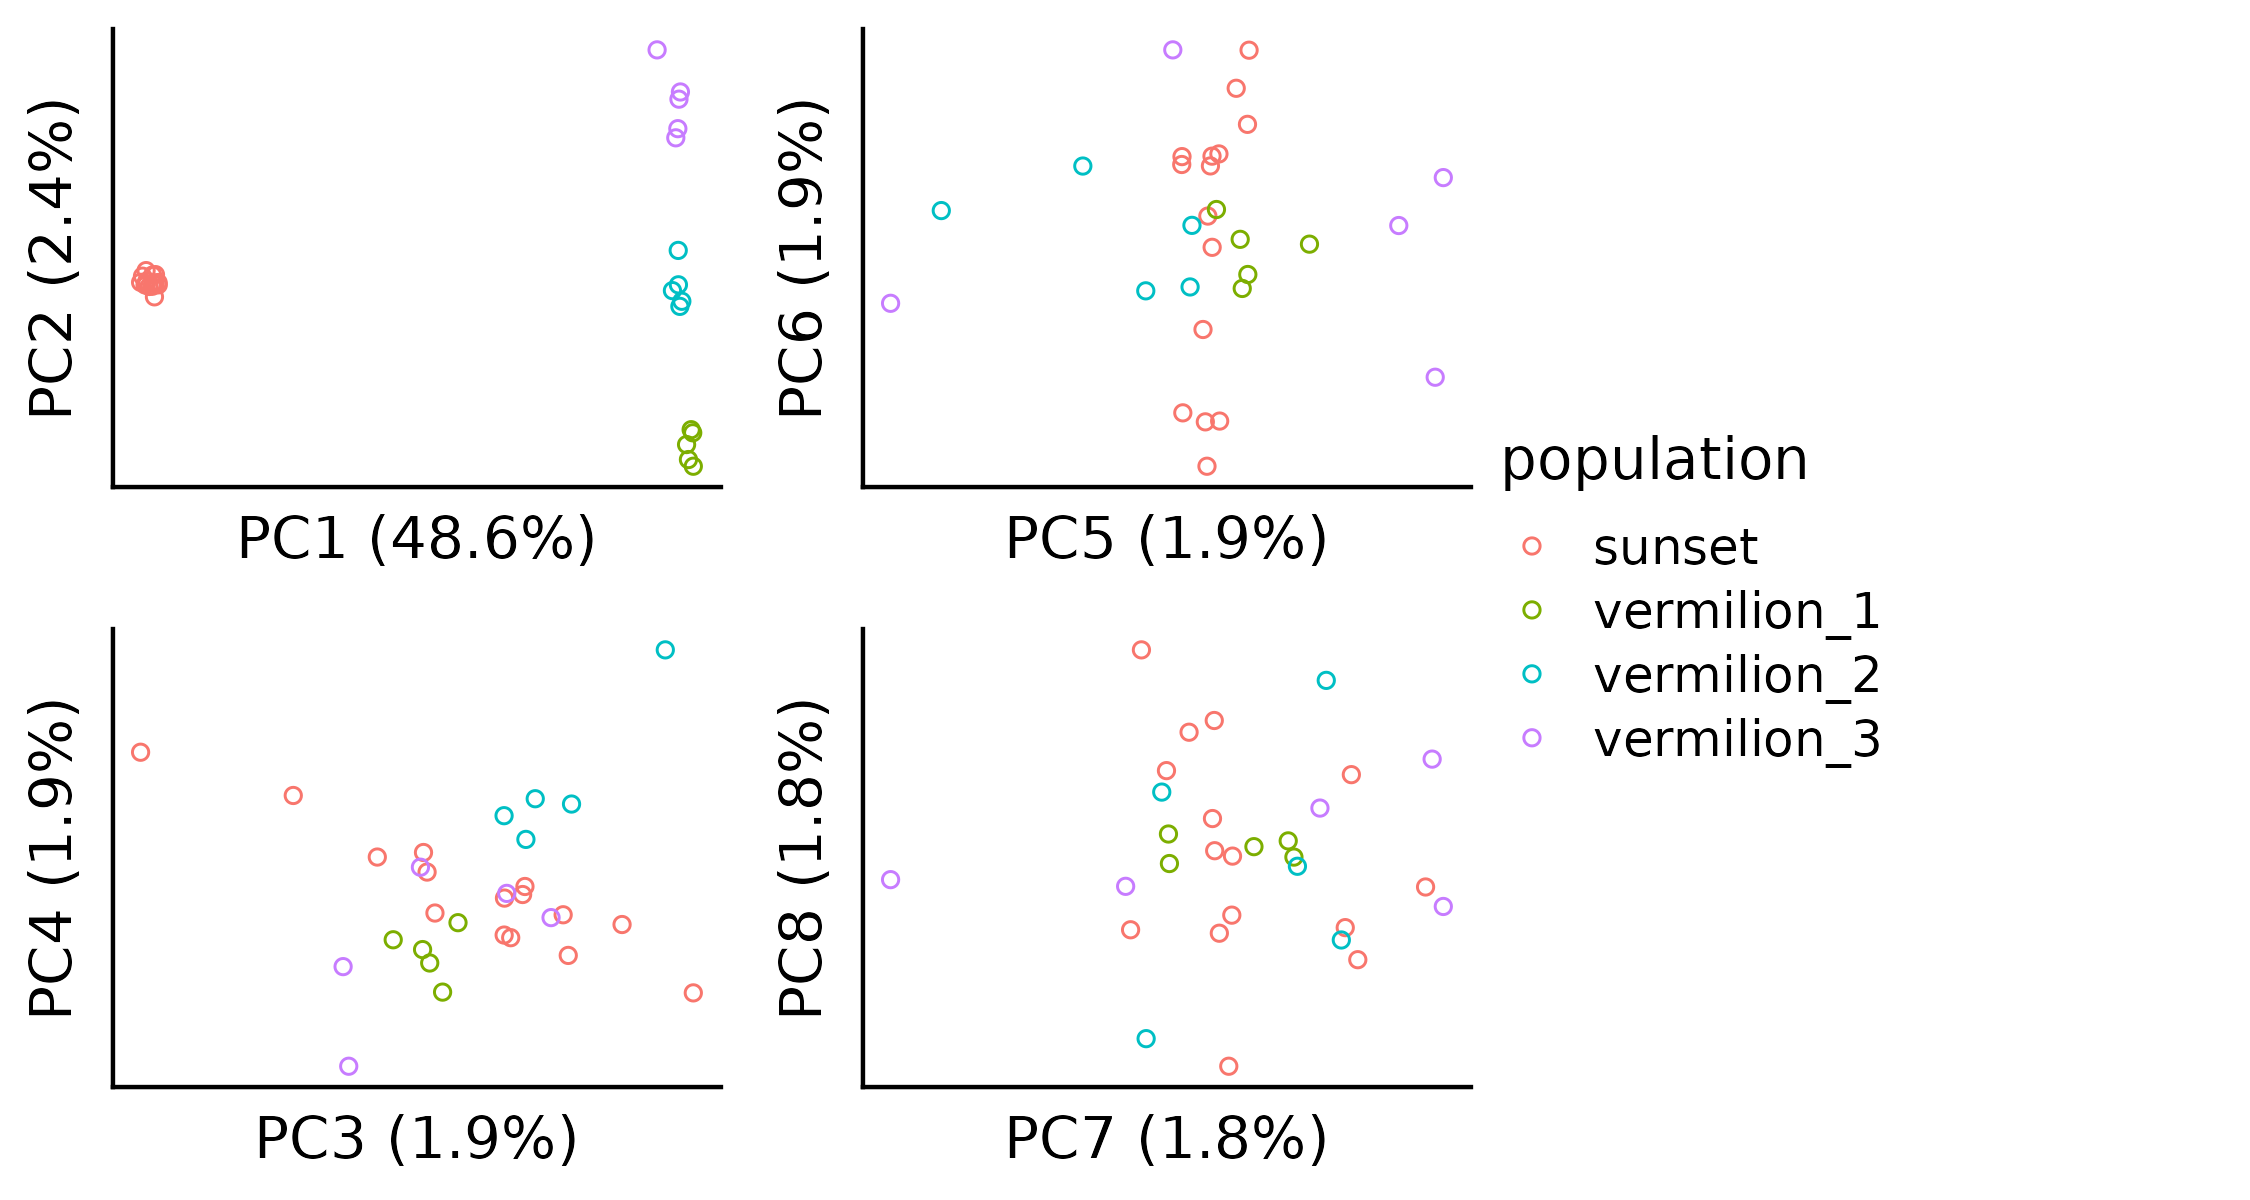 PC2 (2.4%)
PC1 (48.6%)
PC6 (1.9%)
PC5 (1.9%)
PC4 (1.9%)
PC3 (1.9%)
PC8 (1.8%)
PC7 (1.8%)
population
sunset
vermilion_1
vermilion_2
vermilion_3